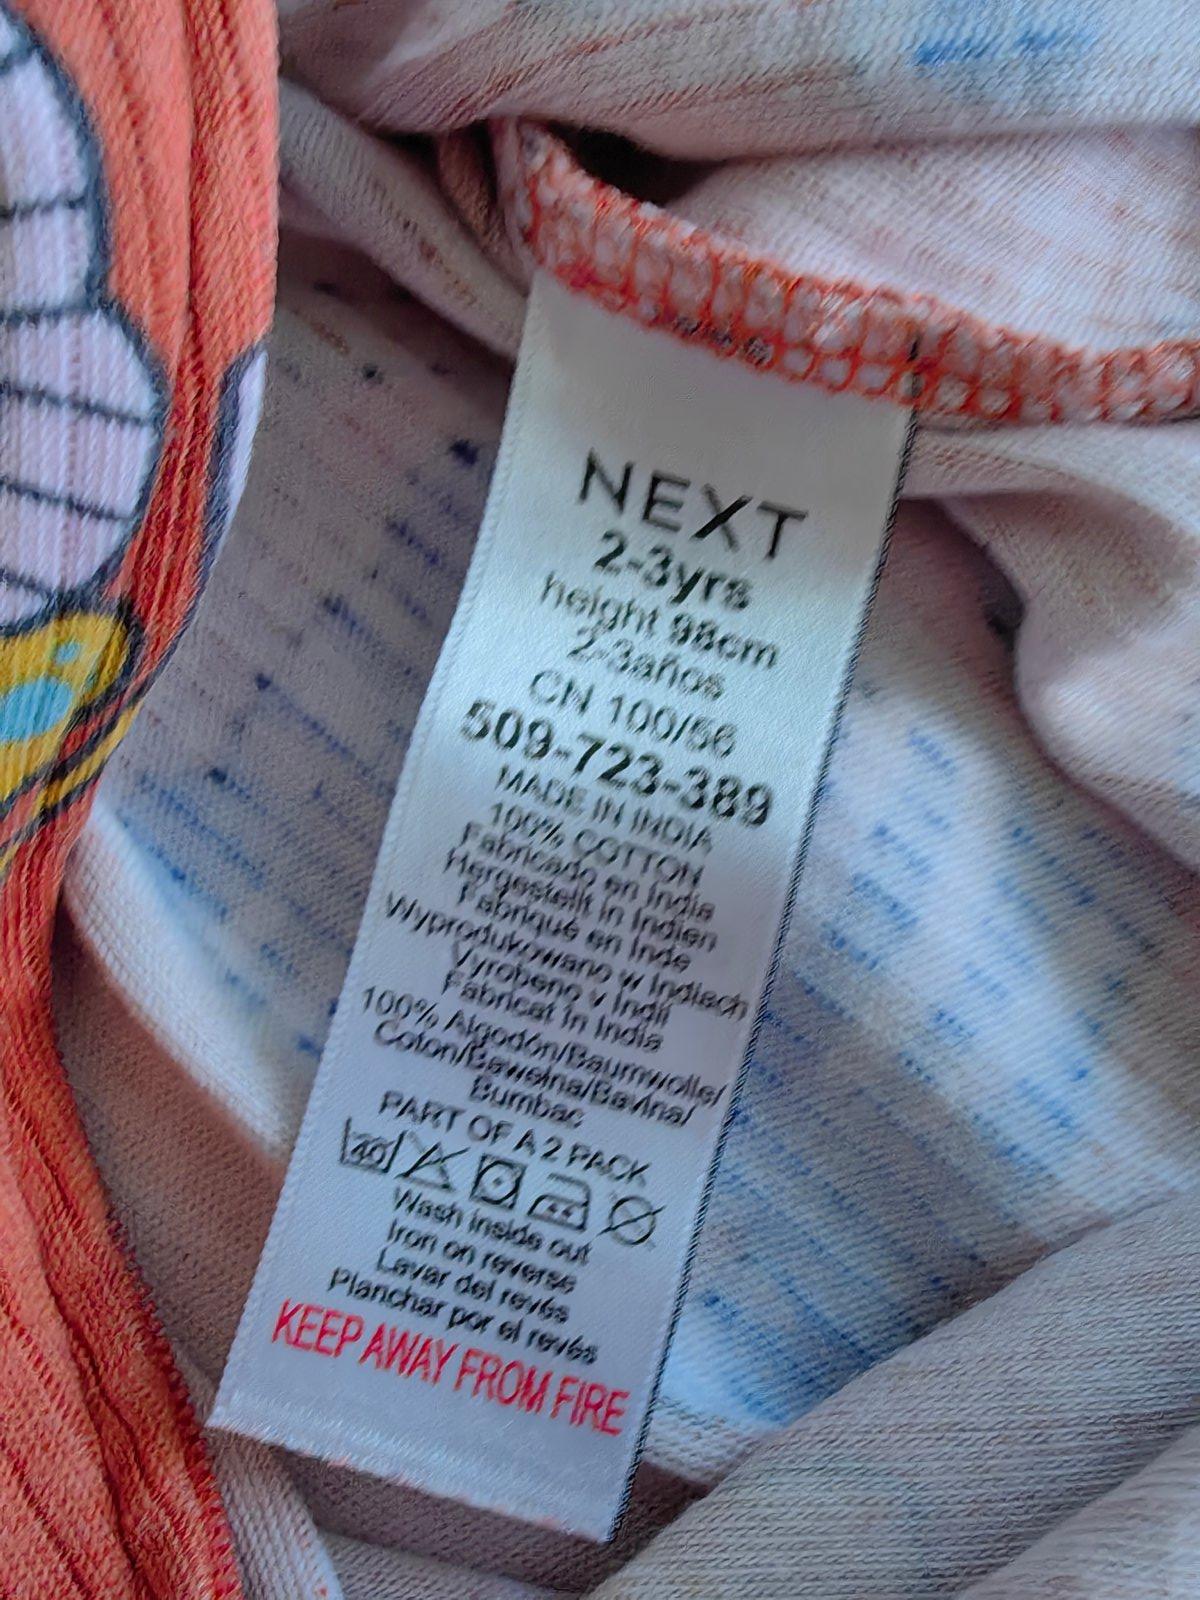 NEXT
2-3yrs
height 98cm
2-3años
CN 100/56
509-723-389
MADE IN INDIA
100% COTTON
Fabricado en India
Hergestellt in Indien
Fabriqué en Inde
Wyprodukowano w Indiach
Vyrobeno v Indii
Fabricat în India
100% Algodón/Baumwolle/
Coton/Bawełna/Bavlna/
Bumbac
PART OF A 2 PACK
40
Wash inside out
Iron on reverse
Lavar del revés
Planchar por el revés
KEEP AWAY FROM FIRE